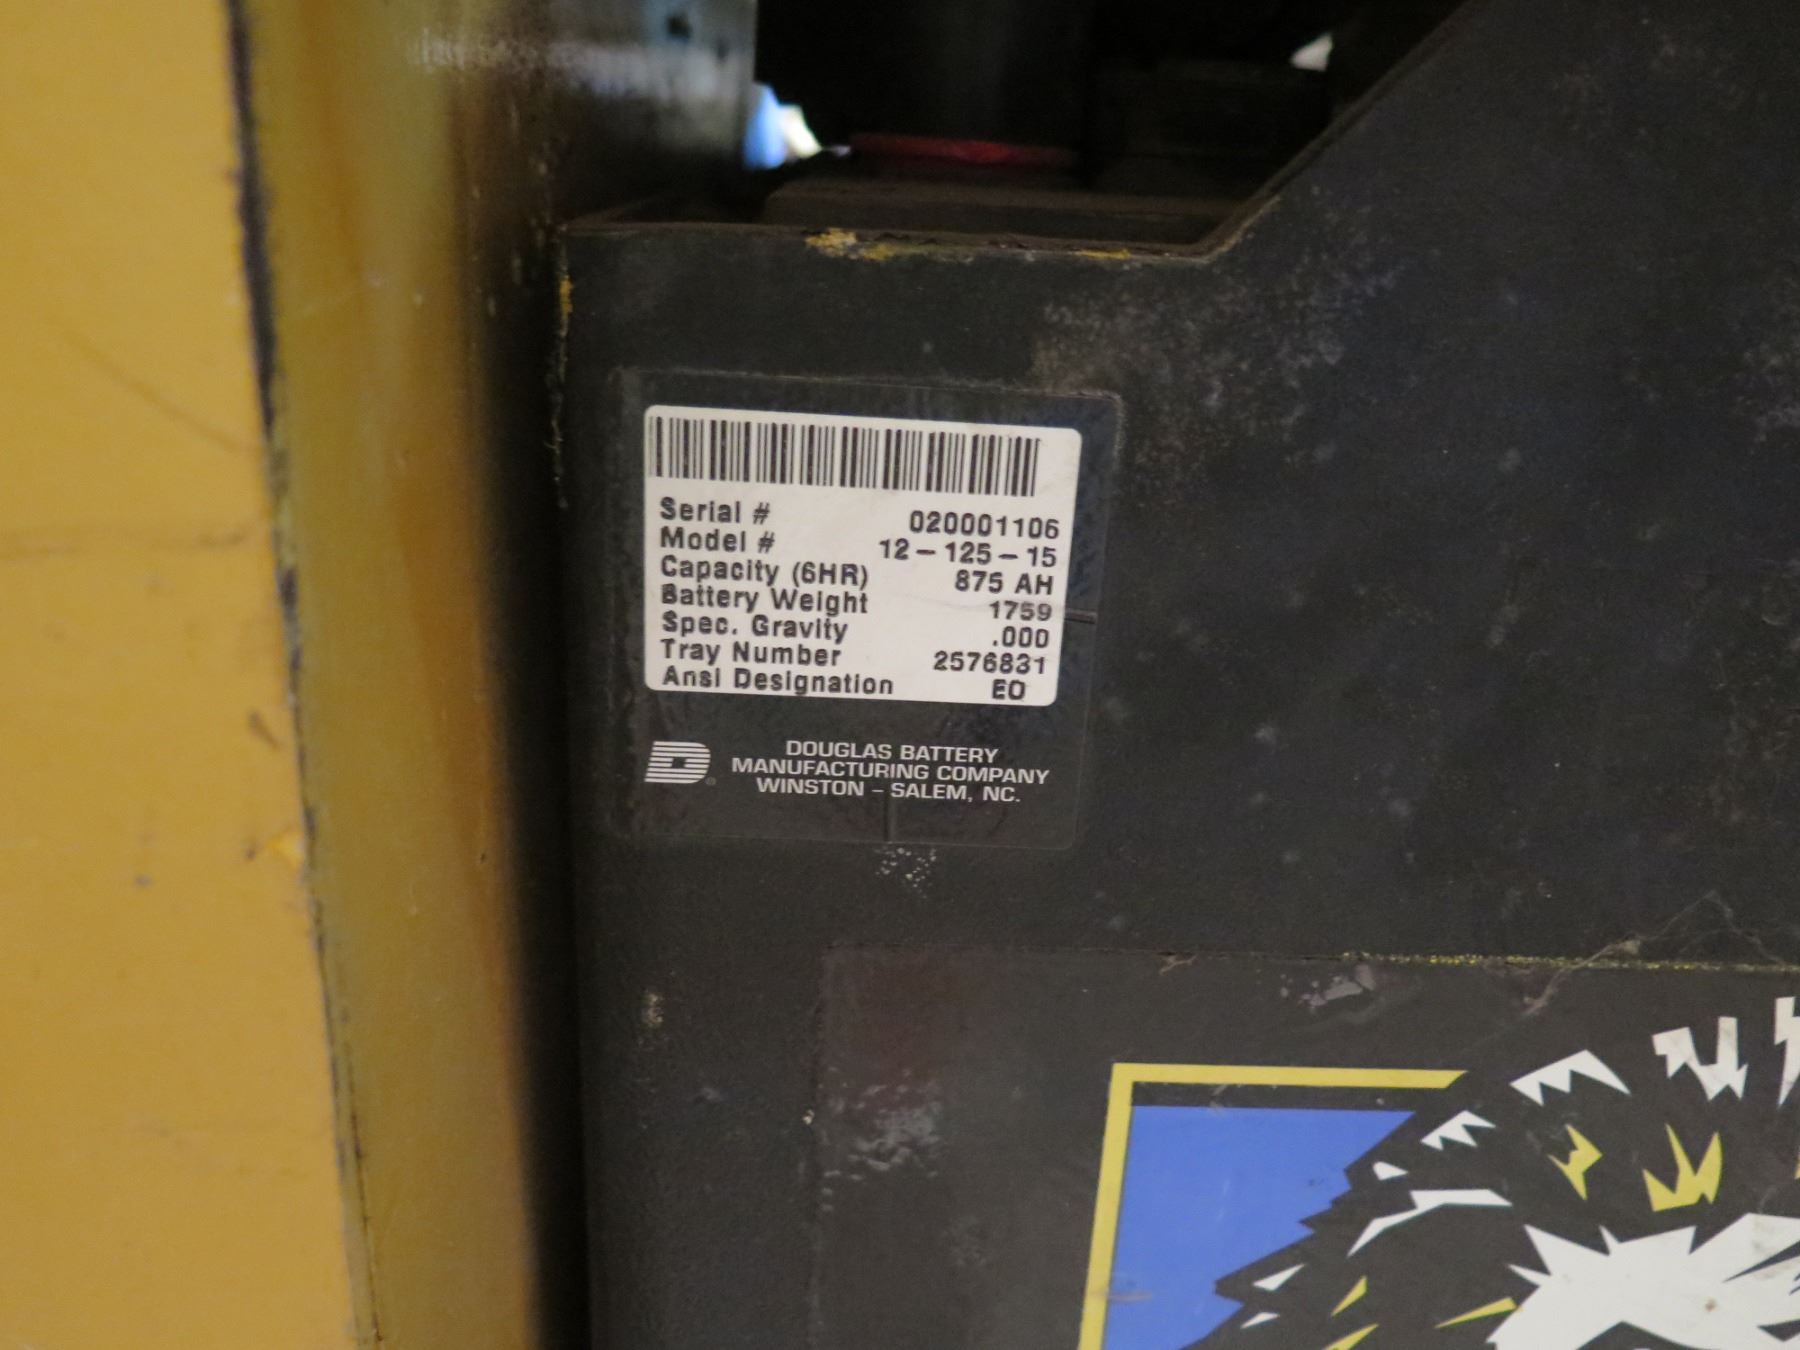 Serial # 020001106
Model # 12-125-15
Capacity (6HR) 875 AH
Battery Weight 1759
Spec. Gravity .000
Tray Number 2576831
Ansi Designation EO
DOUGLAS BATTERY
MANUFACTURING COMPANY
WINSTON - SALEM, NC.